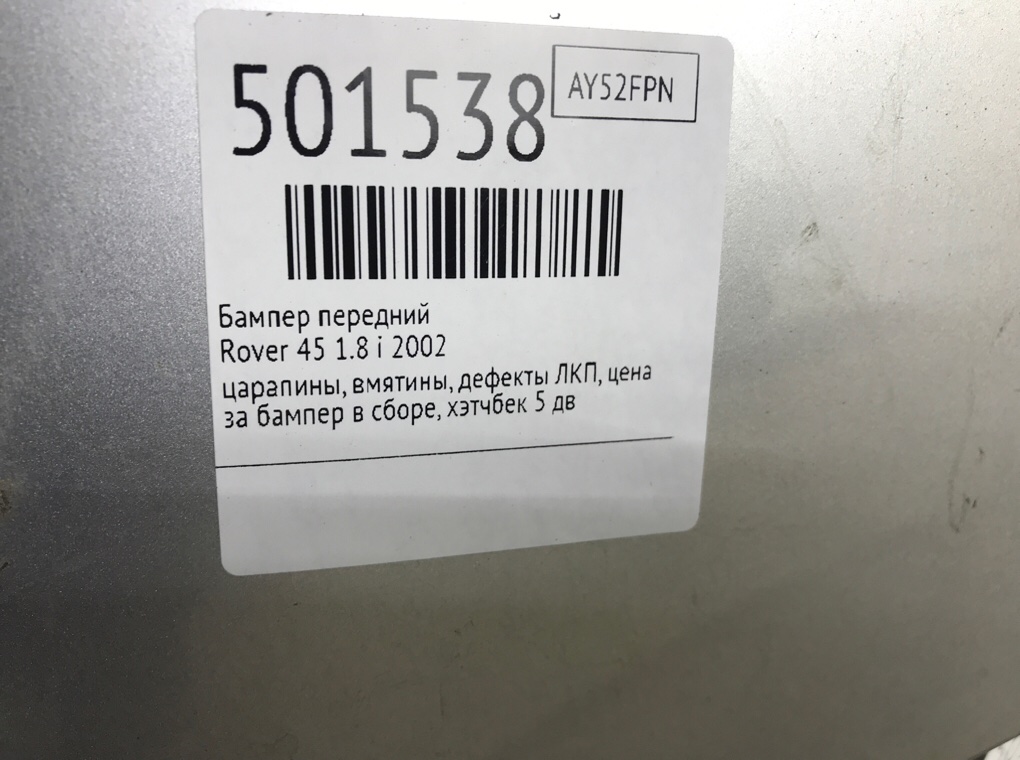 501538
AY52FPN
Бампер передний
Rover 45 1.8 i 2002
царапины, вмятины, дефекты ЛКП, цена
за бампер в сборе, хэтчбек 5 дв